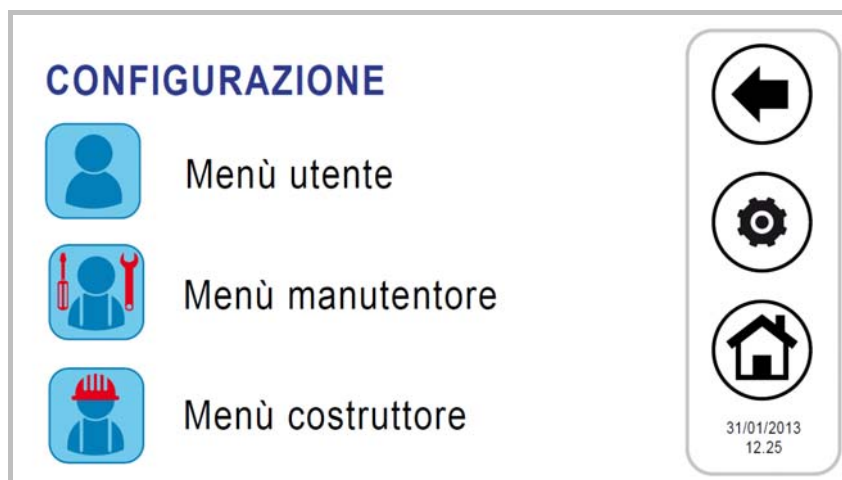 CONFIGURAZIONE
Menù utente
Menù manutentore
Menù costruttore
31/01/2013
12.25